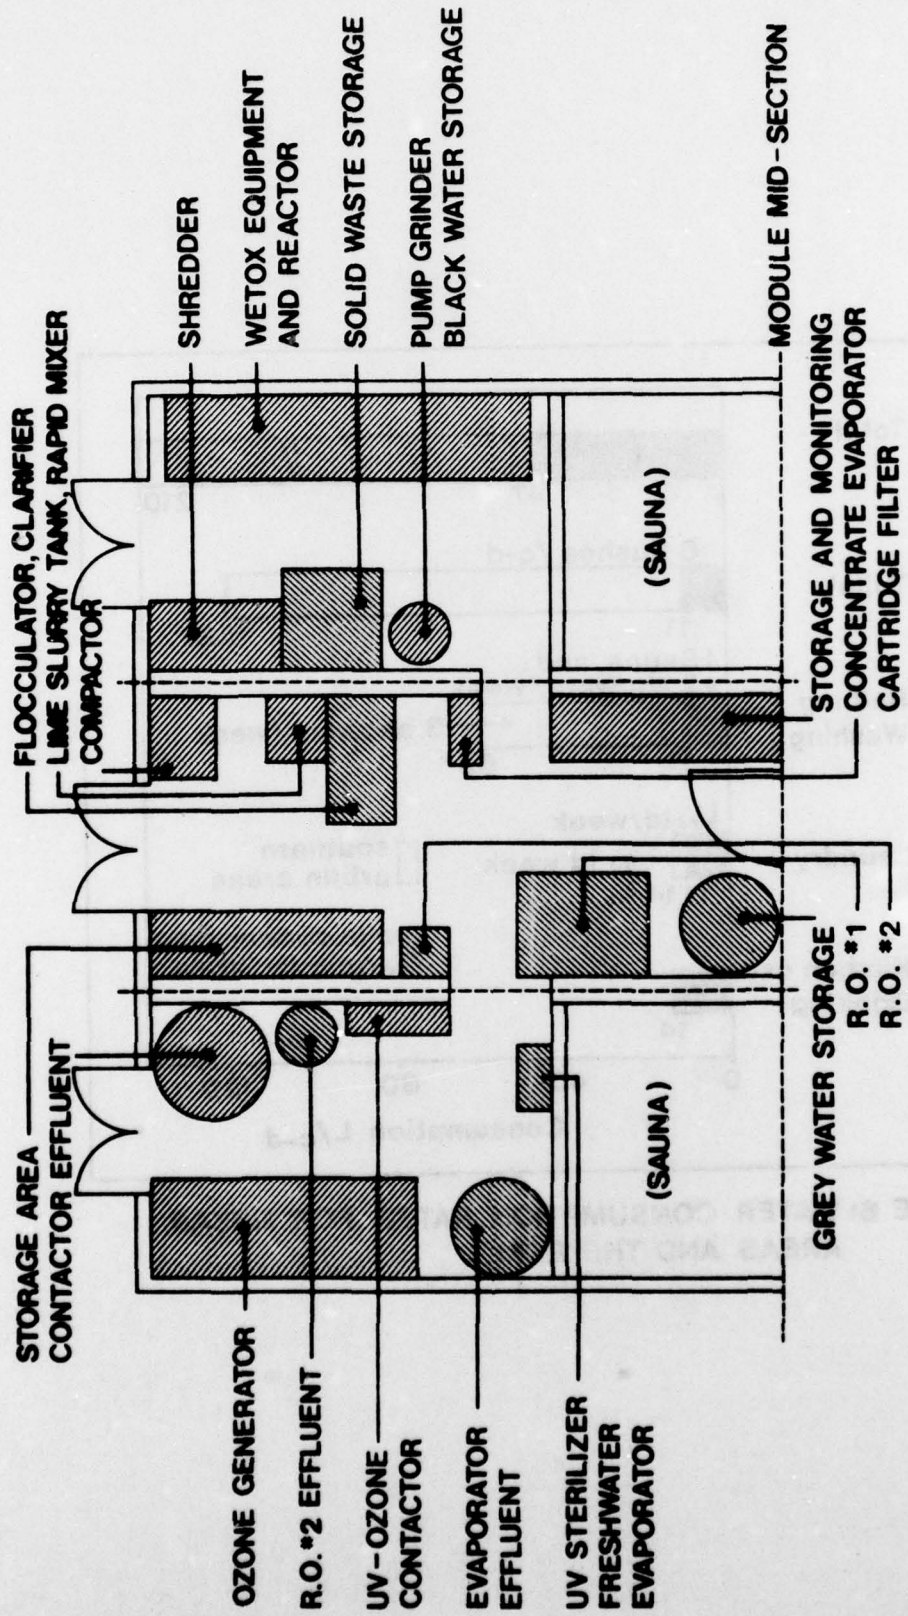 FLOCCULATOR, CLARIFIER
LIME SLURRY TANK, RAPID MIXER
COMPACTOR
STORAGE AREA
CONTACTOR EFFLUENT
SHREDDER
WETOX EQUIPMENT
AND REACTOR
SOLID WASTE STORAGE
PUMP GRINDER
BLACK WATER STORAGE
OZONE GENERATOR
R.O. #2 EFFLUENT
UV-OZONE
CONTACTOR
EVAPORATOR
EFFLUENT
UV STERILIZER
FRESHWATER
EVAPORATOR
(SAUNA)
(SAUNA)
MODULE MID-SECTION
STORAGE AND MONITORING
CONCENTRATE EVAPORATOR
CARTRIDGE FILTER
GREY WATER STORAGE
R.O. #1
R.O. #2